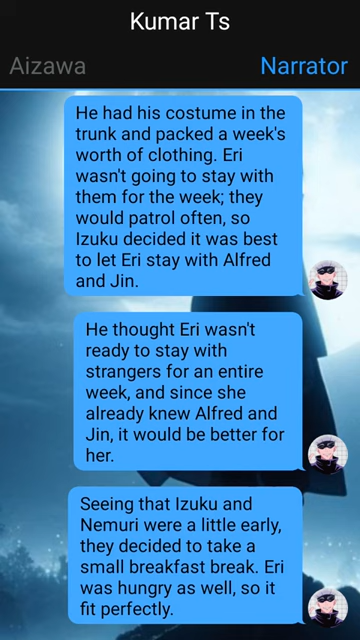 Kumar Ts
Aizawa
Narrator
He had his costume in the
trunk and packed a week's
worth of clothing. Eri
wasn't going to stay with
them for the week; they
would patrol often, so
Izuku decided it was best
to let Eri stay with Alfred
and Jin.
He thought Eri wasn't
ready to stay with
strangers for an entire
week, and since she
already knew Alfred and
Jin, it would be better for
her.
Seeing that Izuku and
Nemuri were a little early,
they decided to take a
small breakfast break. Eri
was hungry as well, so it
fit perfectly.